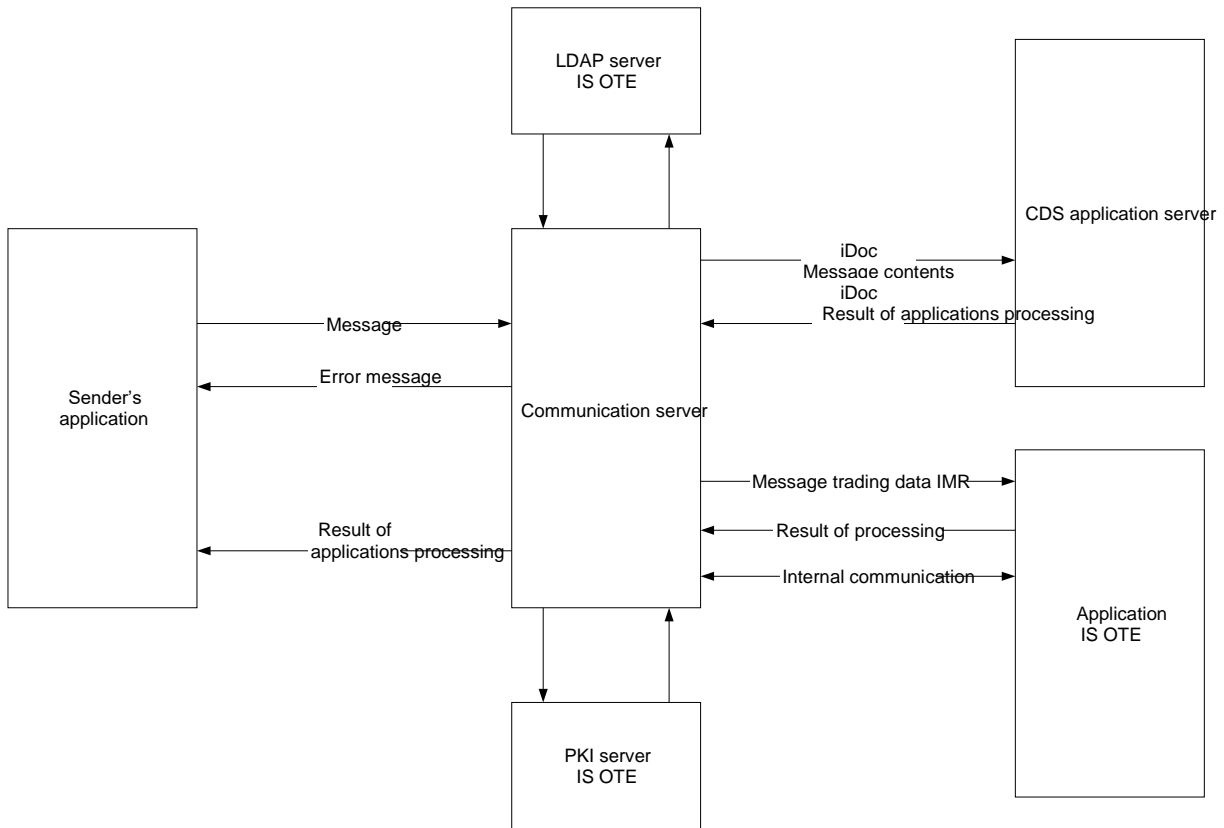 LDAP server
IS OTE
CDS application server
iDoc
Message contents
iDoc
Result of applications processing
Message
Error message
Sender's
application
Communication server
Message trading data IMR
Result of processing
Result of
applications processing
Internal communication
Application
IS OTE
PKI server
IS OTE